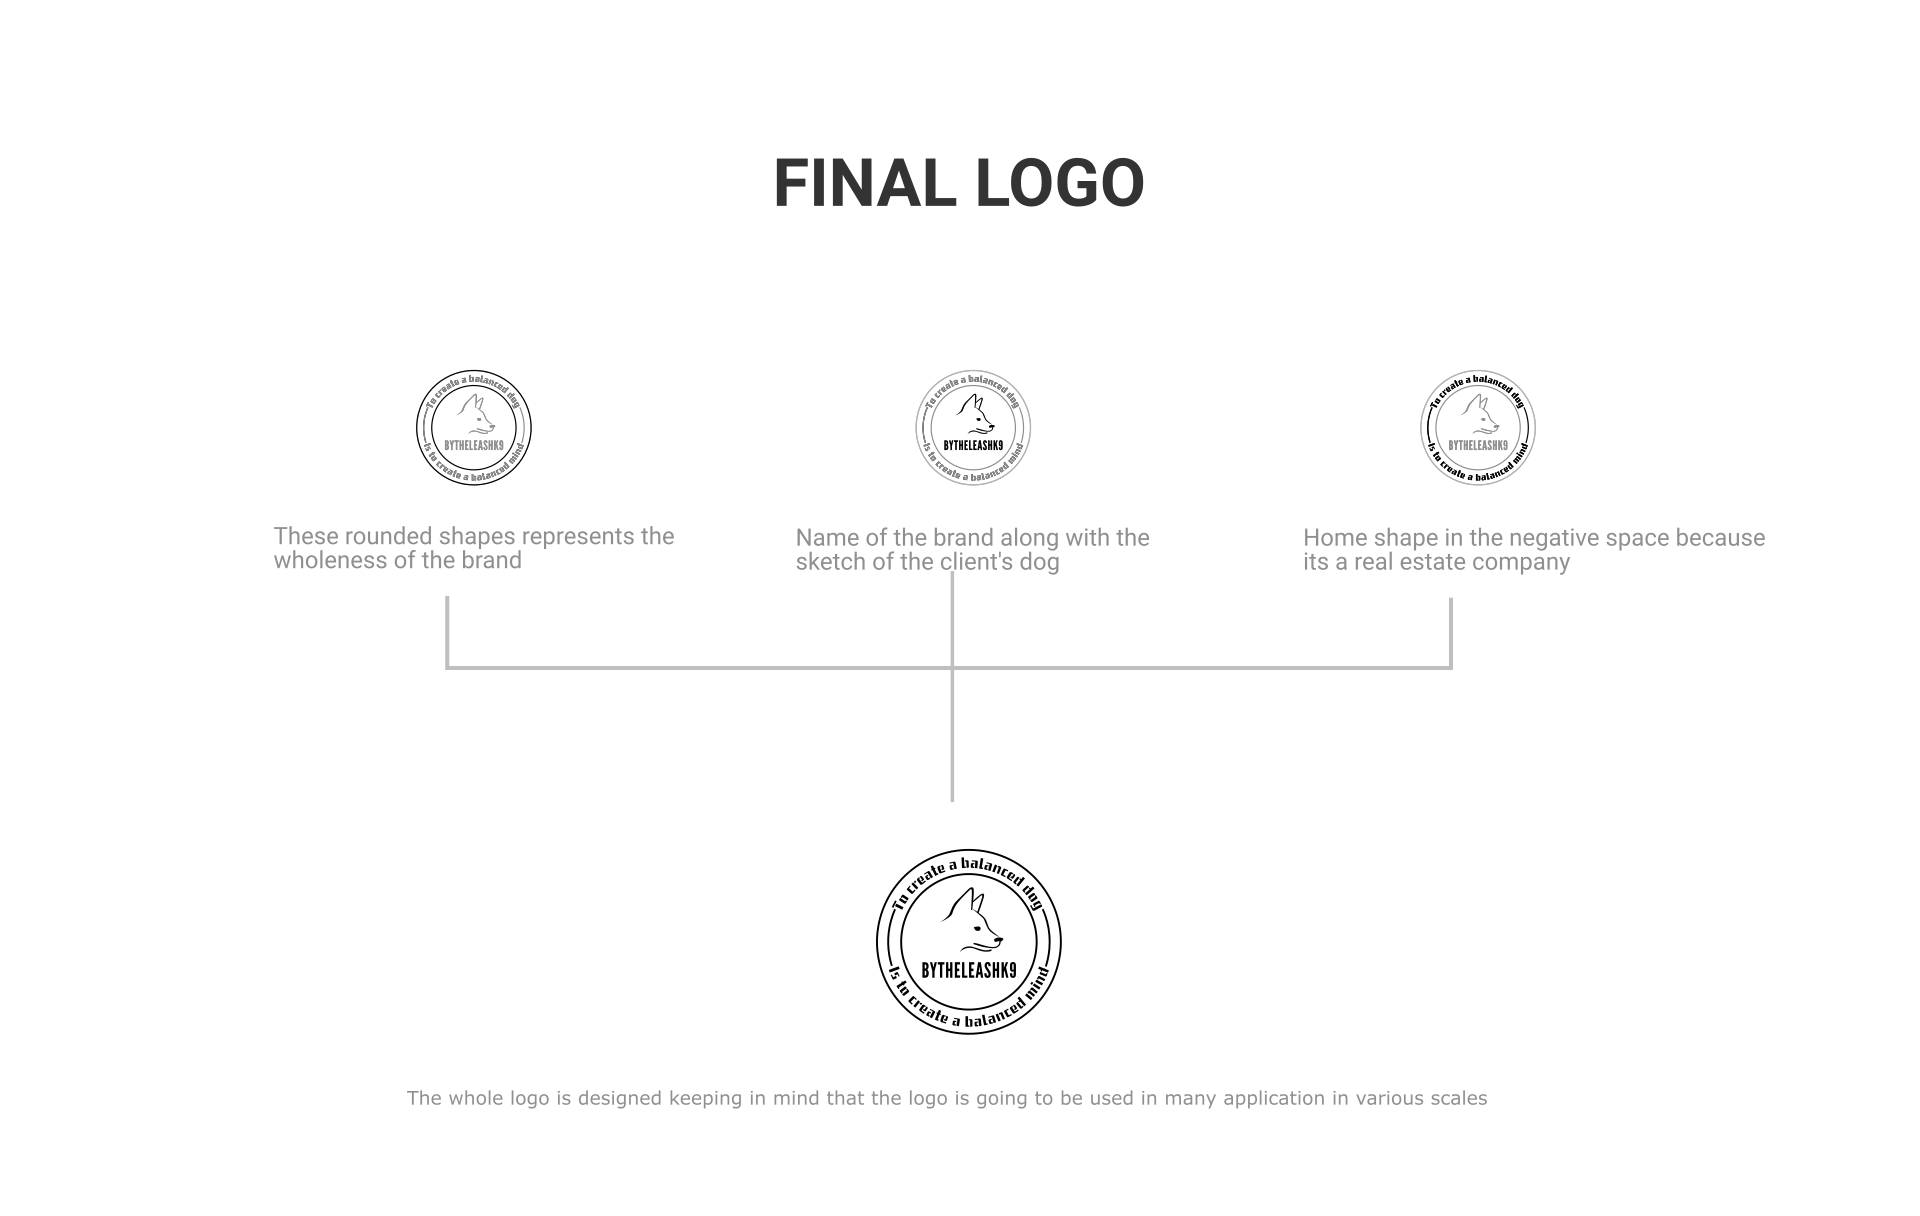 FINAL LOGO
To create a balanced dog
BYTHELEASHK9
Is to create a balanced mind
To create a balanced dog
BYTHELEASHK9
Is to create a balanced mind
To create a balanced dog
BYTHELEASHK9
Is to create a balanced mind
These rounded shapes represents the
wholeness of the brand
Name of the brand along with the
sketch of the client's dog
Home shape in the negative space because
its a real estate company
To create a balanced dog
BYTHELEASHK9
Is to create a balanced mind
The whole logo is designed keeping in mind that the logo is going to be used in many application in various scales